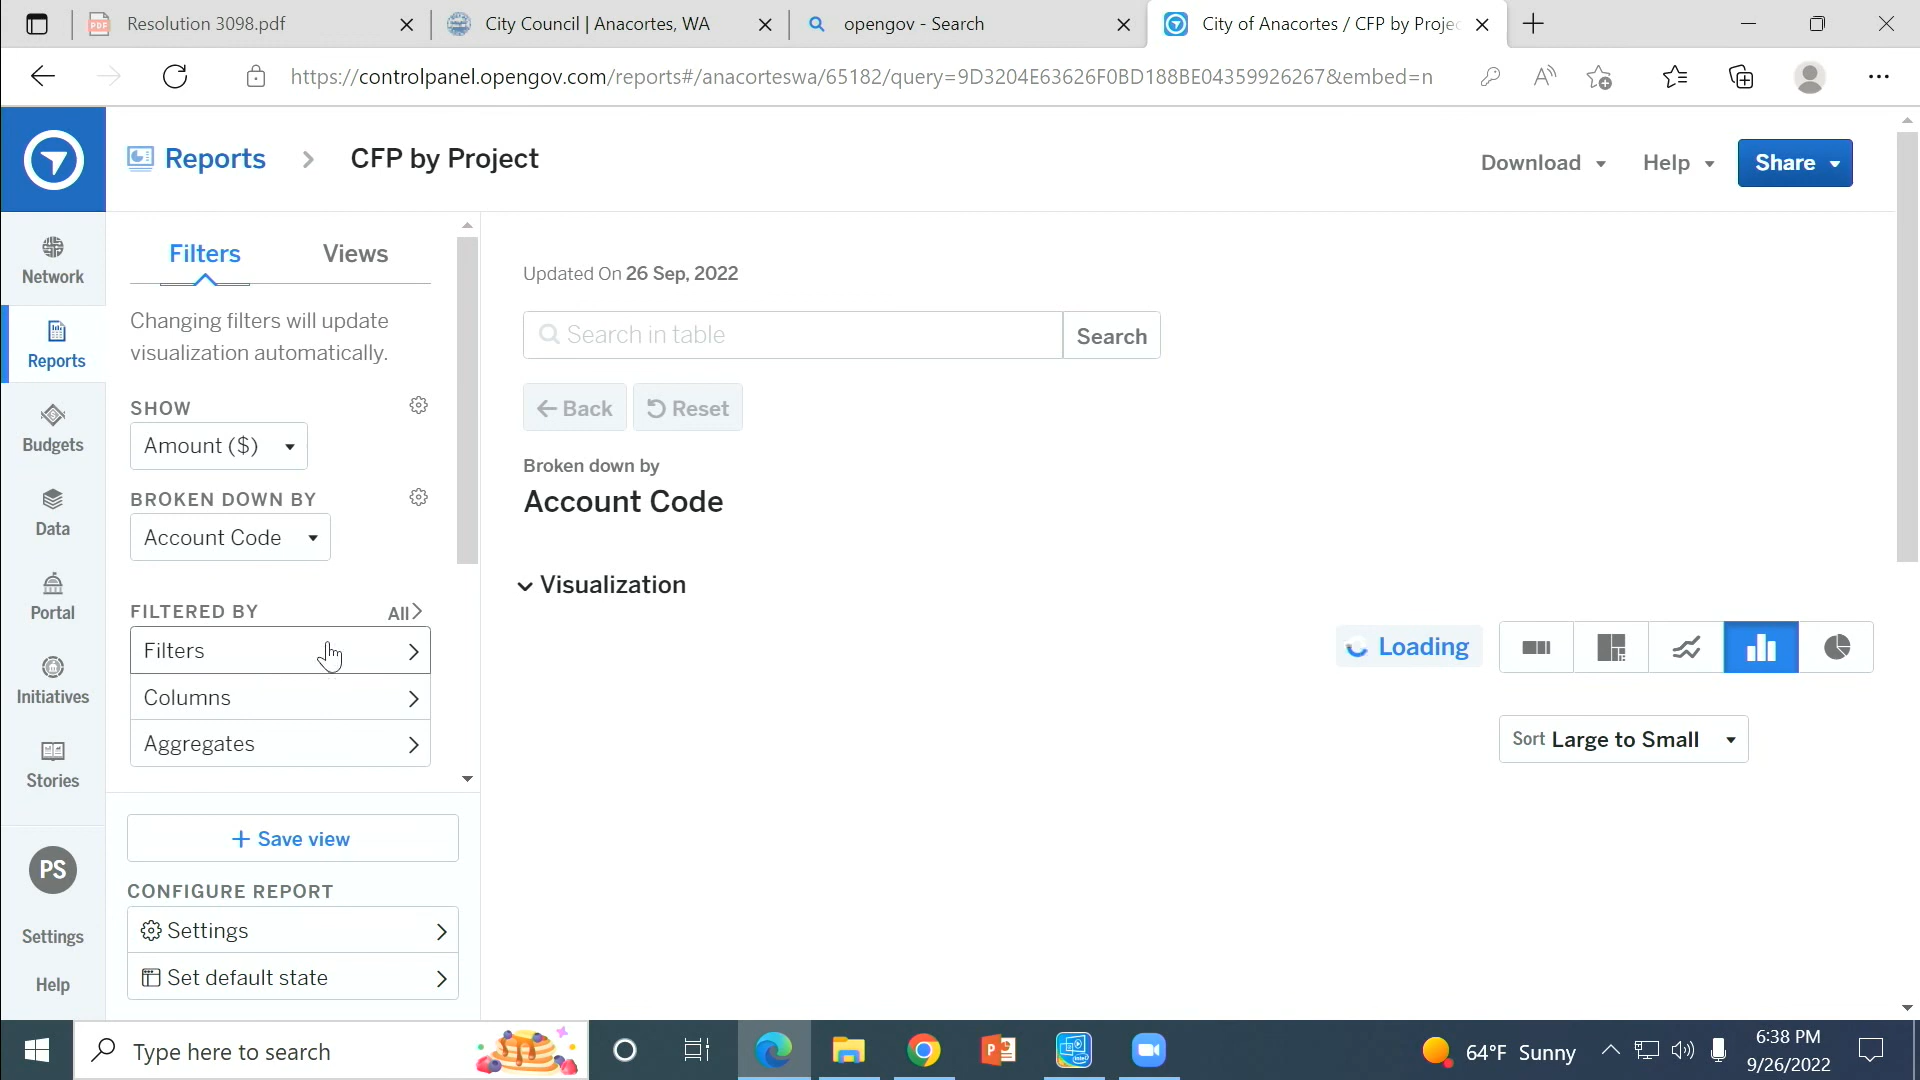 Resolution 3098.pdf
City Council | Anacortes, WA
opengov - Search
City of Anacortes / CFP by Projec
https://controlpanel.opengov.com/reports#/anacorteswa/65182/query=9D3204E63626F0BD188BE04359926267&embed=n
Reports
CFP by Project
Download
Help
Share
Network
Reports
Budgets
Data
Portal
Initiatives
Stories
PS
Settings
Help
Filters
Views
Changing filters will update
visualization automatically.
SHOW
Amount ($)
BROKEN DOWN BY
Account Code
FILTERED BY
All
Filters
Columns
Aggregates
+ Save view
CONFIGURE REPORT
Settings
Set default state
Updated On 26 Sep, 2022
Search in table
Search
Back
Reset
Broken down by
Account Code
Visualization
Loading
Sort Large to Small
Type here to search
64°F Sunny
6:38 PM
9/26/2022